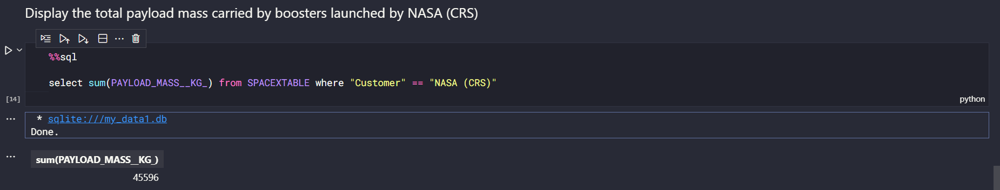 Display the total payload mass carried by boosters launched by NASA (CRS)
%%sql
select sum(PAYLOAD_MASS__KG_) from SPACEXTABLE where "Customer" == "NASA (CRS)"
[14]
python
* sqlite:///my_data1.db
Done.
sum(PAYLOAD_MASS__KG_)
45596